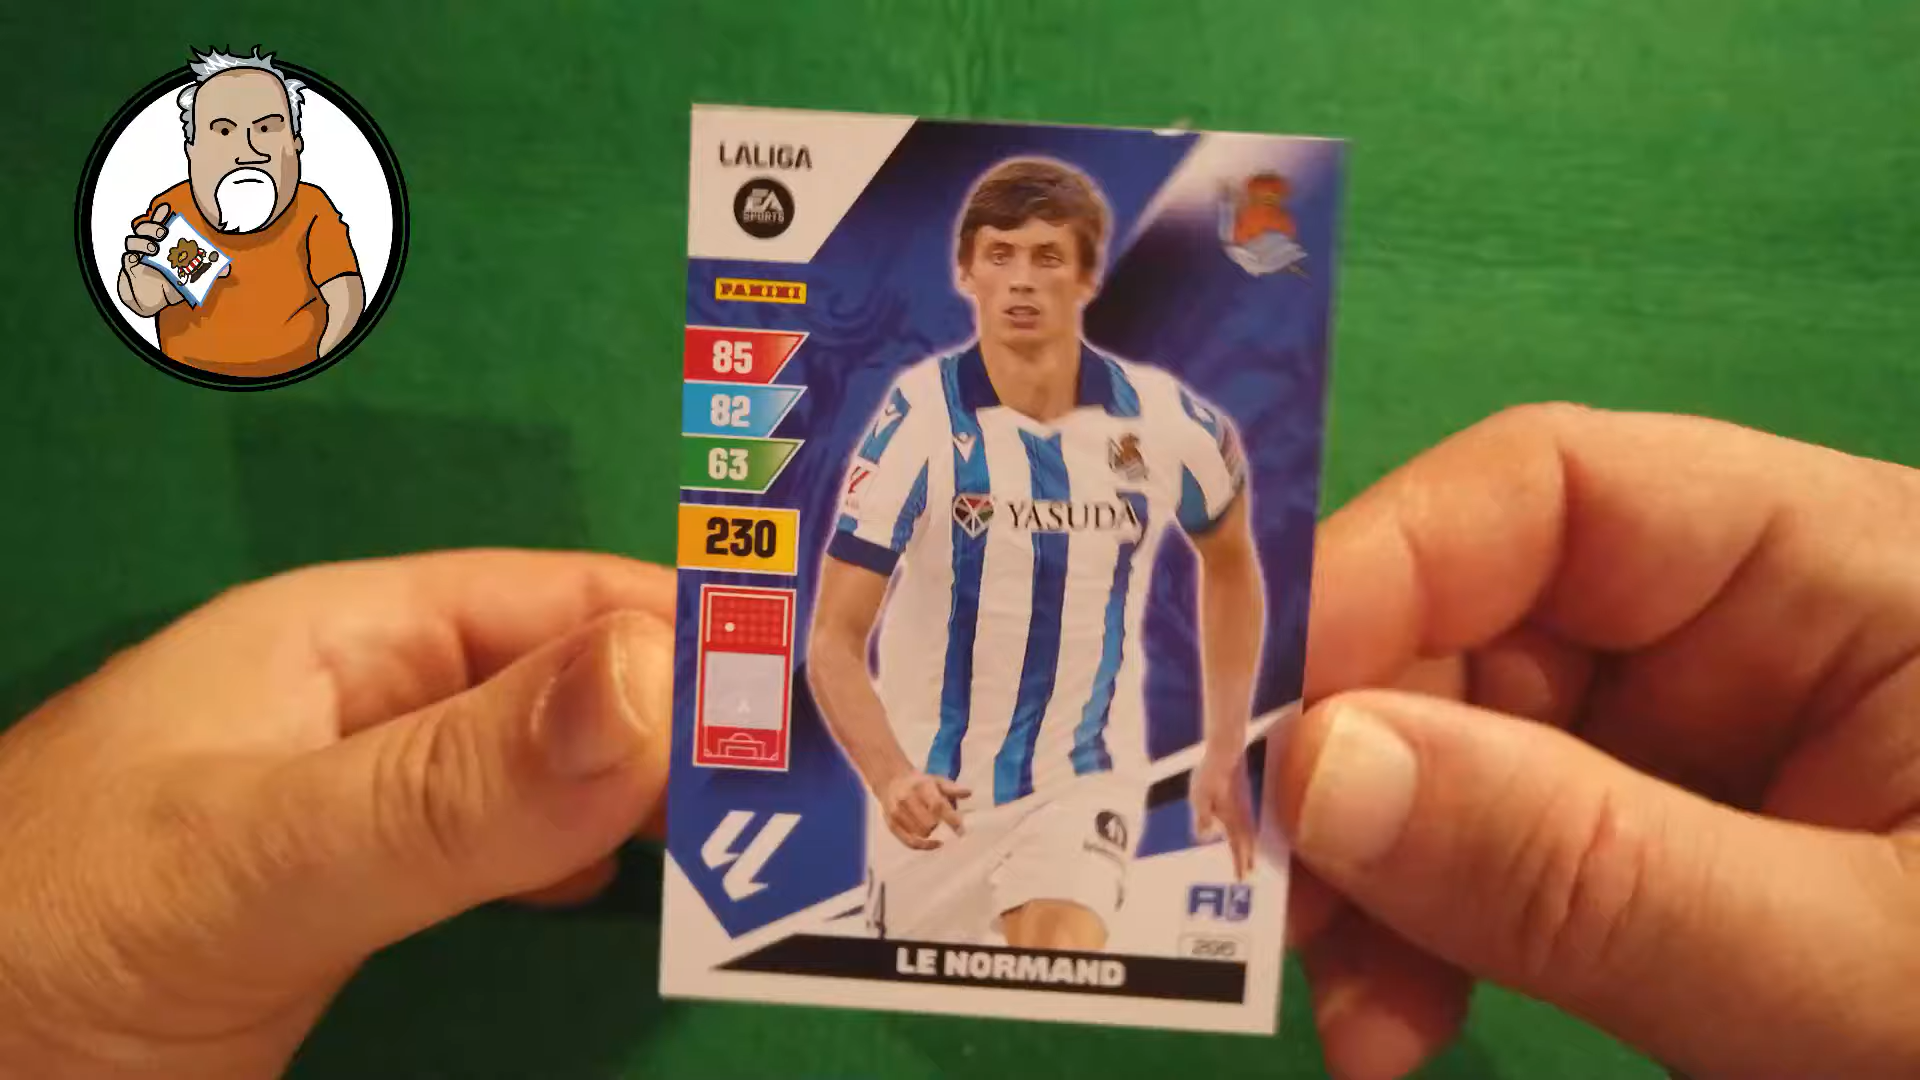 LALIGA
EA
SPORTS
PANINI
85
82
63
230
YASUDA
LE NORMAND